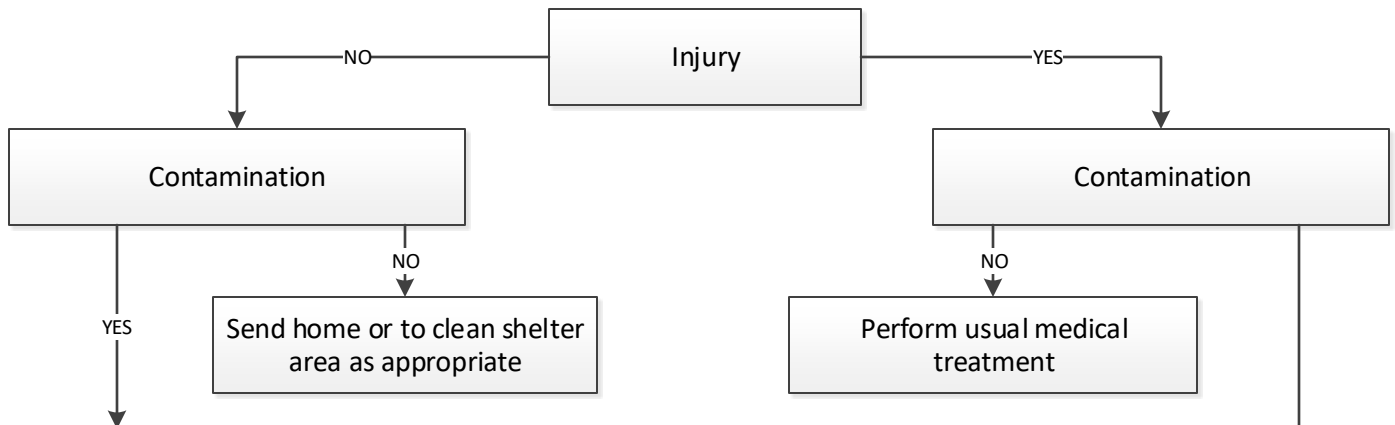 Injury
NO
YES
Contamination
Contamination
NO
NO
YES
Send home or to clean shelter
area as appropriate
Perform usual medical
treatment